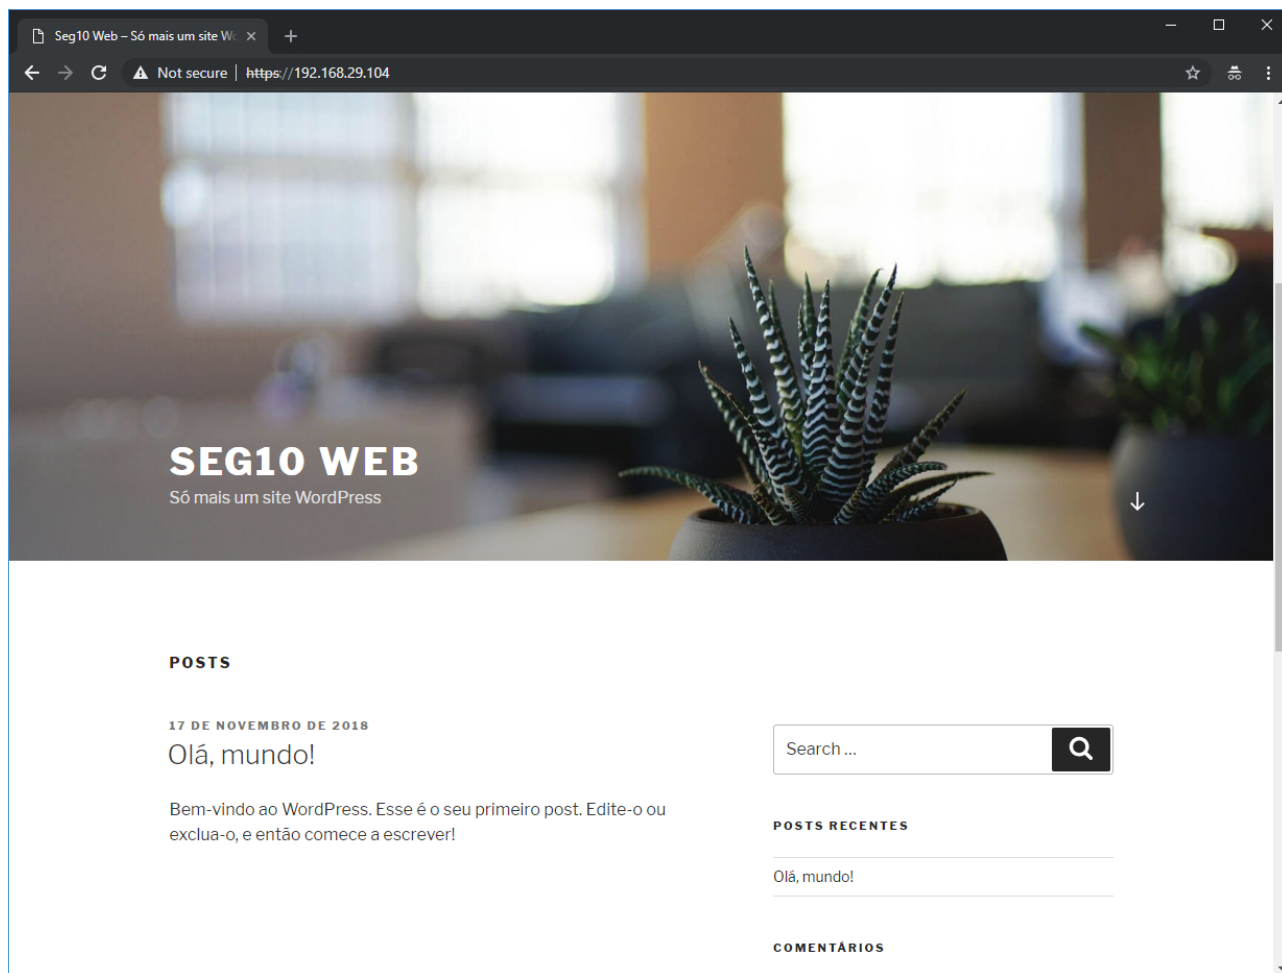 Seg10 Web – Só mais um site W
Not secure | https://192.168.29.104
SEG10 WEB
Só mais um site WordPress
POSTS
17 DE NOVEMBRO DE 2018
Olá, mundo!
Bem-vindo ao WordPress. Esse é o seu primeiro post. Edite-o ou
exclua-o, e então comece a escrever!
Search …
POSTS RECENTES
Olá, mundo!
COMENTÁRIOS